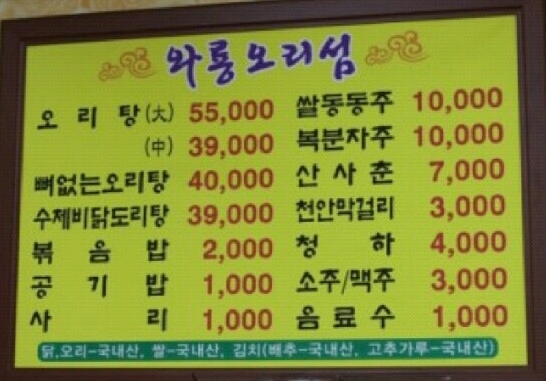 와룡오리섬
오리탕(大) 55,000
(中) 39,000
뼈없는오리탕 40,000
수제비닭도리탕 39,000
볶음밥 2,000
공기밥 1,000
사리 1,000
쌀동동주 10,000
복분자주 10,000
산사춘 7,000
천안막걸리 3,000
청하 4,000
소주/맥주 3,000
음료수 1,000
닭,오리-국내산, 쌀-국내산, 김치(배추-국내산, 고추가루-국내산)